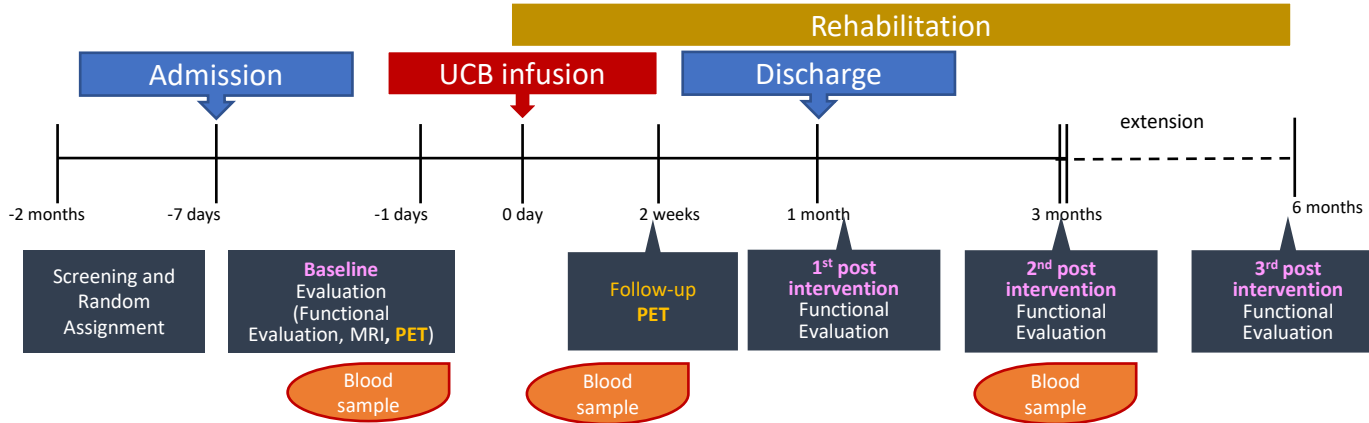 Rehabilitation
Admission
UCB infusion
Discharge
extension
-2 months
-7 days
-1 days
0 day
2 weeks
1 month
3 months
6 months
Screening and
Random
Assignment
Baseline
Evaluation
(Functional
Evaluation, MRI, PET)
Follow-up
PET
1st post
intervention
Functional
Evaluation
2nd post
intervention
Functional
Evaluation
3rd post
intervention
Functional
Evaluation
Blood
sample
Blood
sample
Blood
sample